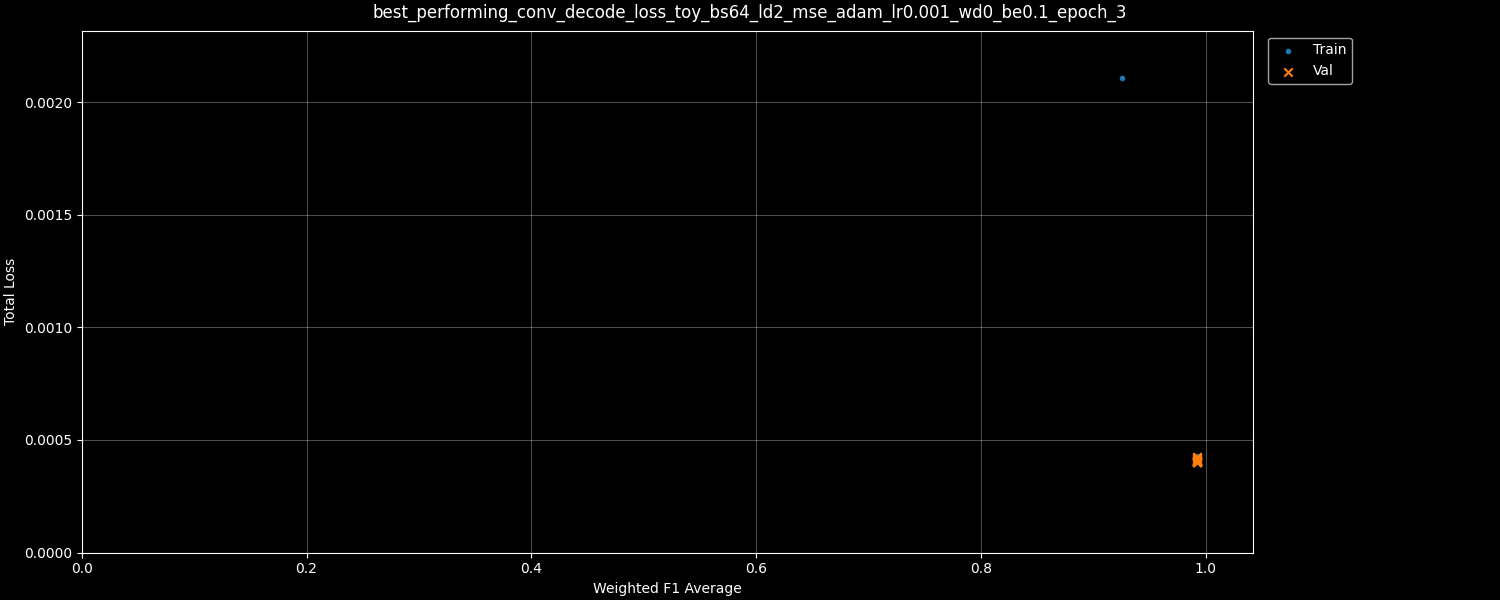 best_performing_conv_decode_loss_toy_bs64_ld2_mse_adam_lr0.001_wd0_be0.1_epoch_3
Train
Val
0.0020
0.0015
0.0010
0.0005
0.0000
Total Loss
0.0 0.2 0.4 0.6 0.8 1.0
Weighted F1 Average